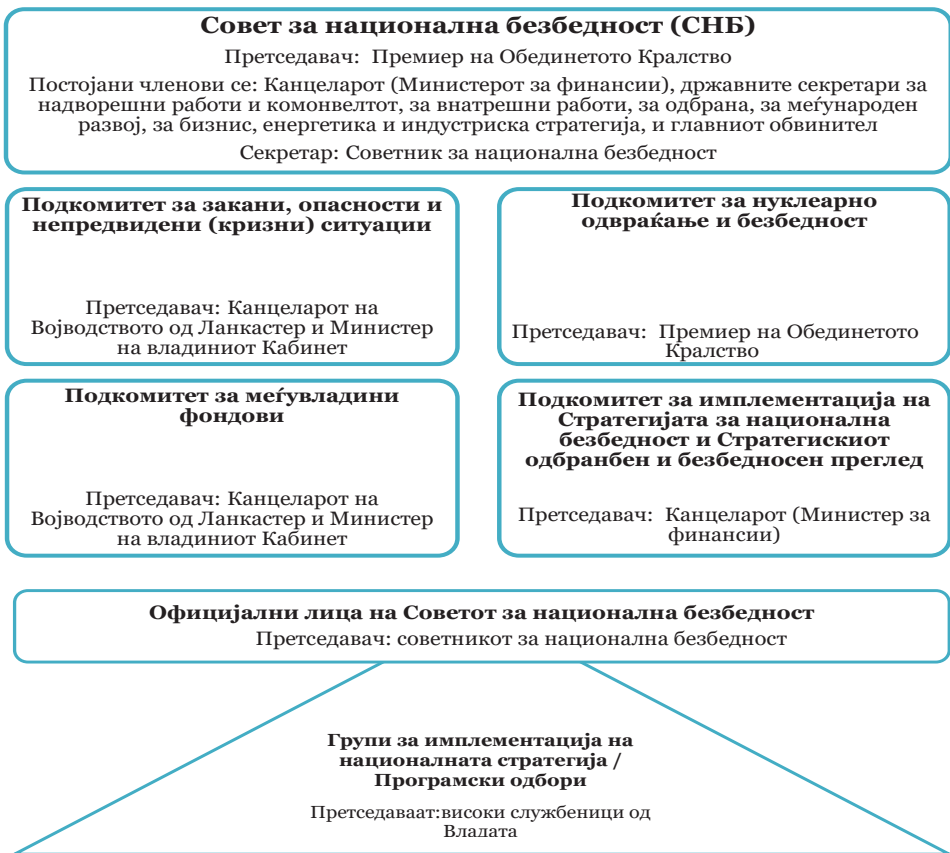 Совет за национална безбедност (СНБ)
Претседавач: Премиер на Обединетото Кралство
Постојани членови се: Канцеларот (Министерот за финансии), државните секретари за
надворешни работи и комонвелтот, за внатрешни работи, за одбрана, за меѓународен
развој, за бизнис, енергетика и индустриска стратегија, и главниот обвинител
Секретар: Советник за национална безбедност
Подкомитет за закани, опасности и
непредвидени (кризни) ситуации
Претседавач: Канцеларот на
Војводството од Ланкастер и Министер
на владиниот Кабинет
Подкомитет за нуклеарно
одвраќање и безбедност
Претседавач: Премиер на Обединетото
Кралство
Подкомитет за меѓувладини
фондови
Претседавач: Канцеларот на
Војводството од Ланкастер и Министер
на владиниот Кабинет
Подкомитет за имплементација на
Стратегијата за национална
безбедност и Стратегискиот
одбранбен и безбедносен преглед
Претседавач: Канцеларот (Министер за
финансии)
Официјални лица на Советот за национална безбедност
Претседавач: советникот за национална безбедност
Групи за имплементација на
националната стратегија /
Програмски одбори
Претседаваат:високи службеници од
Владата